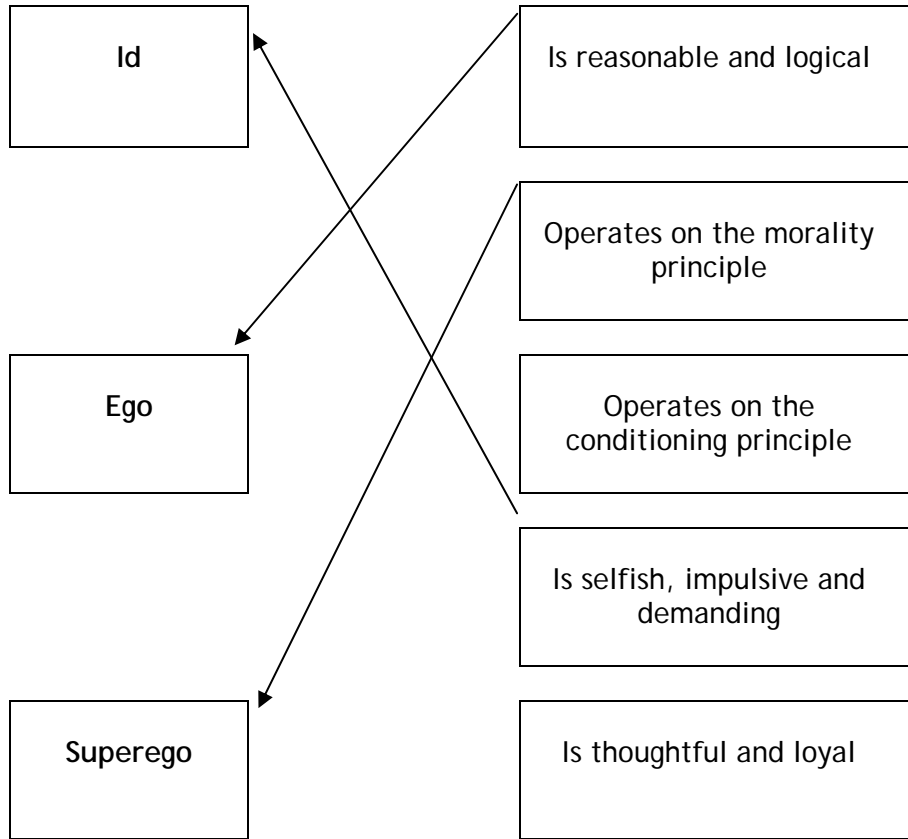 Id
Is reasonable and logical
Operates on the morality
principle
Ego
Operates on the
conditioning principle
Is selfish, impulsive and
demanding
Superego
Is thoughtful and loyal